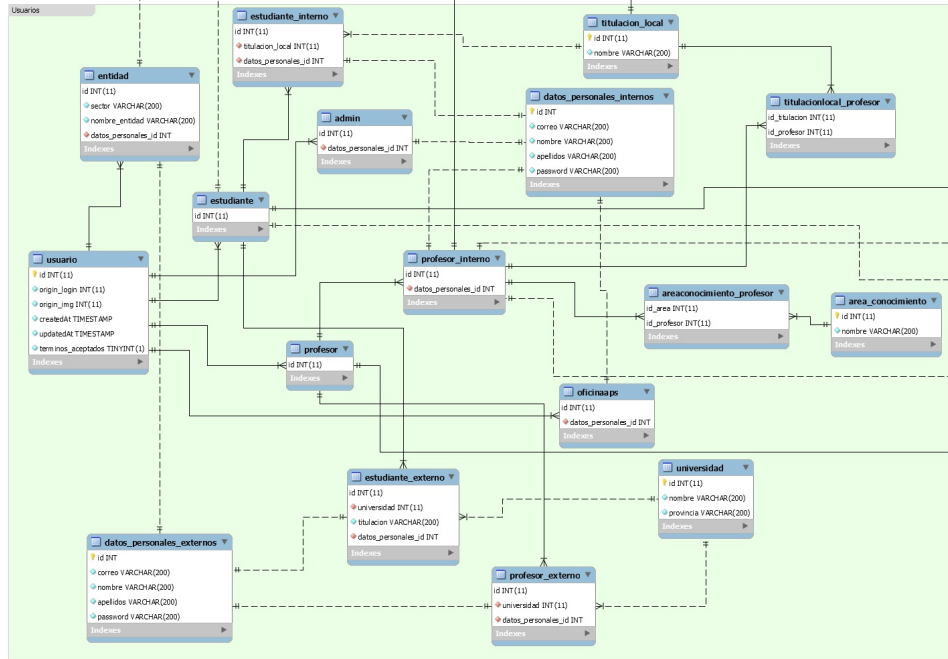 Usuarios
estudiante_interno
id INT(11)
titulacion_local INT(11)
datos_personales_id INT
Indexes
titulacion_local
id INT(11)
nombre VARCHAR(200)
Indexes
entidad
id INT(11)
sector VARCHAR(200)
nombre_entidad VARCHAR(200)
datos_personales_id INT
Indexes
admin
id INT(11)
datos_personales_id INT
Indexes
datos_personales_internos
id INT
correo VARCHAR(200)
nombre VARCHAR(200)
apellidos VARCHAR(200)
password VARCHAR(200)
Indexes
titulacionlocal_profesor
id_titulacion INT(11)
id_profesor INT(11)
Indexes
estudiante
id INT(11)
Indexes
usuario
id INT(11)
origin_login INT(11)
origin_img INT(11)
createdAt TIMESTAMP
updatedAt TIMESTAMP
terminos_aceptados TINYINT(1)
Indexes
profesor_interno
id INT(11)
datos_personales_id INT
Indexes
areaconocimiento_profesor
id_area INT(11)
id_profesor INT(11)
Indexes
area_conocimiento
id INT(11)
nombre VARCHAR(200)
Indexes
profesor
id INT(11)
Indexes
oficinaaps
id INT(11)
datos_personales_id INT
Indexes
estudiante_externo
id INT(11)
universidad INT(11)
titulacion VARCHAR(200)
datos_personales_id INT
Indexes
universidad
id INT(11)
nombre VARCHAR(200)
provincia VARCHAR(200)
Indexes
datos_personales_externos
id INT
correo VARCHAR(200)
nombre VARCHAR(200)
apellidos VARCHAR(200)
password VARCHAR(200)
Indexes
profesor_externo
id INT(11)
universidad INT(11)
datos_personales_id INT
Indexes